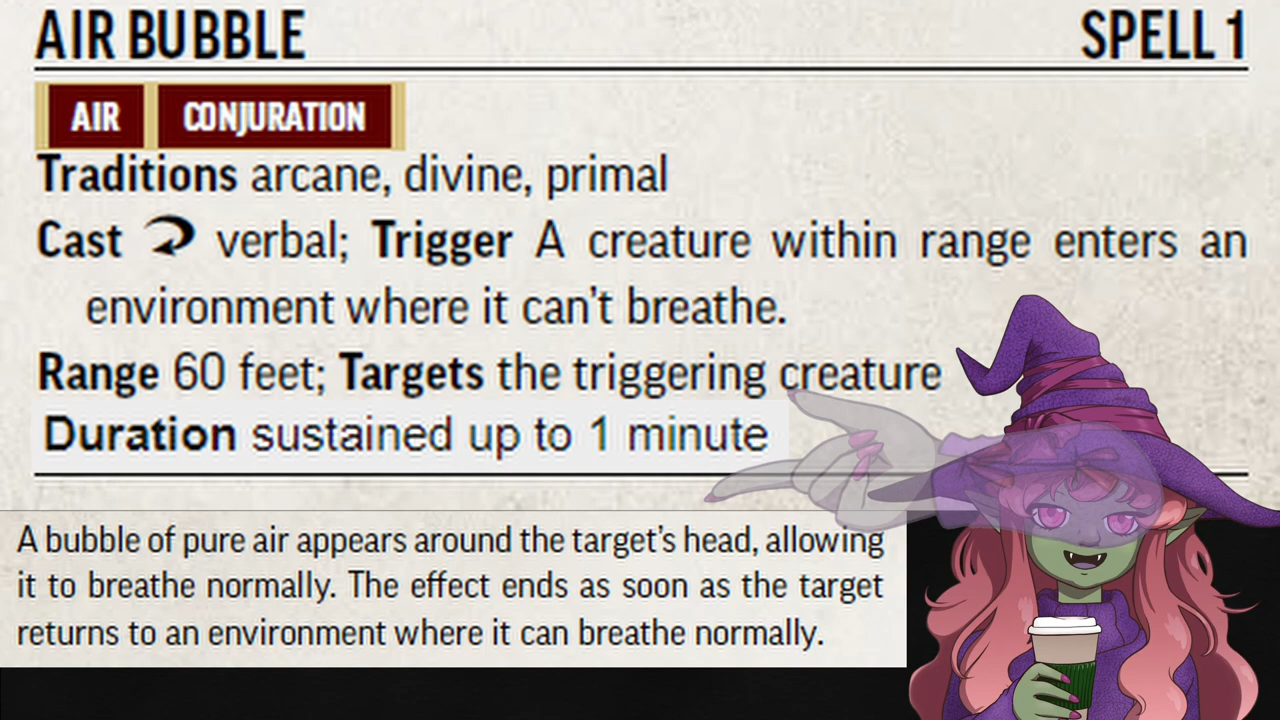 AIR BUBBLE SPELL 1
AIR CONJURATION
Traditions arcane, divine, primal
Cast verbal; Trigger A creature within range enters an
environment where it can't breathe.
Range 60 feet; Targets the triggering creature
Duration sustained up to 1 minute
A bubble of pure air appears around the target's head, allowing
it to breathe normally. The effect ends as soon as the target
returns to an environment where it can breathe normally.